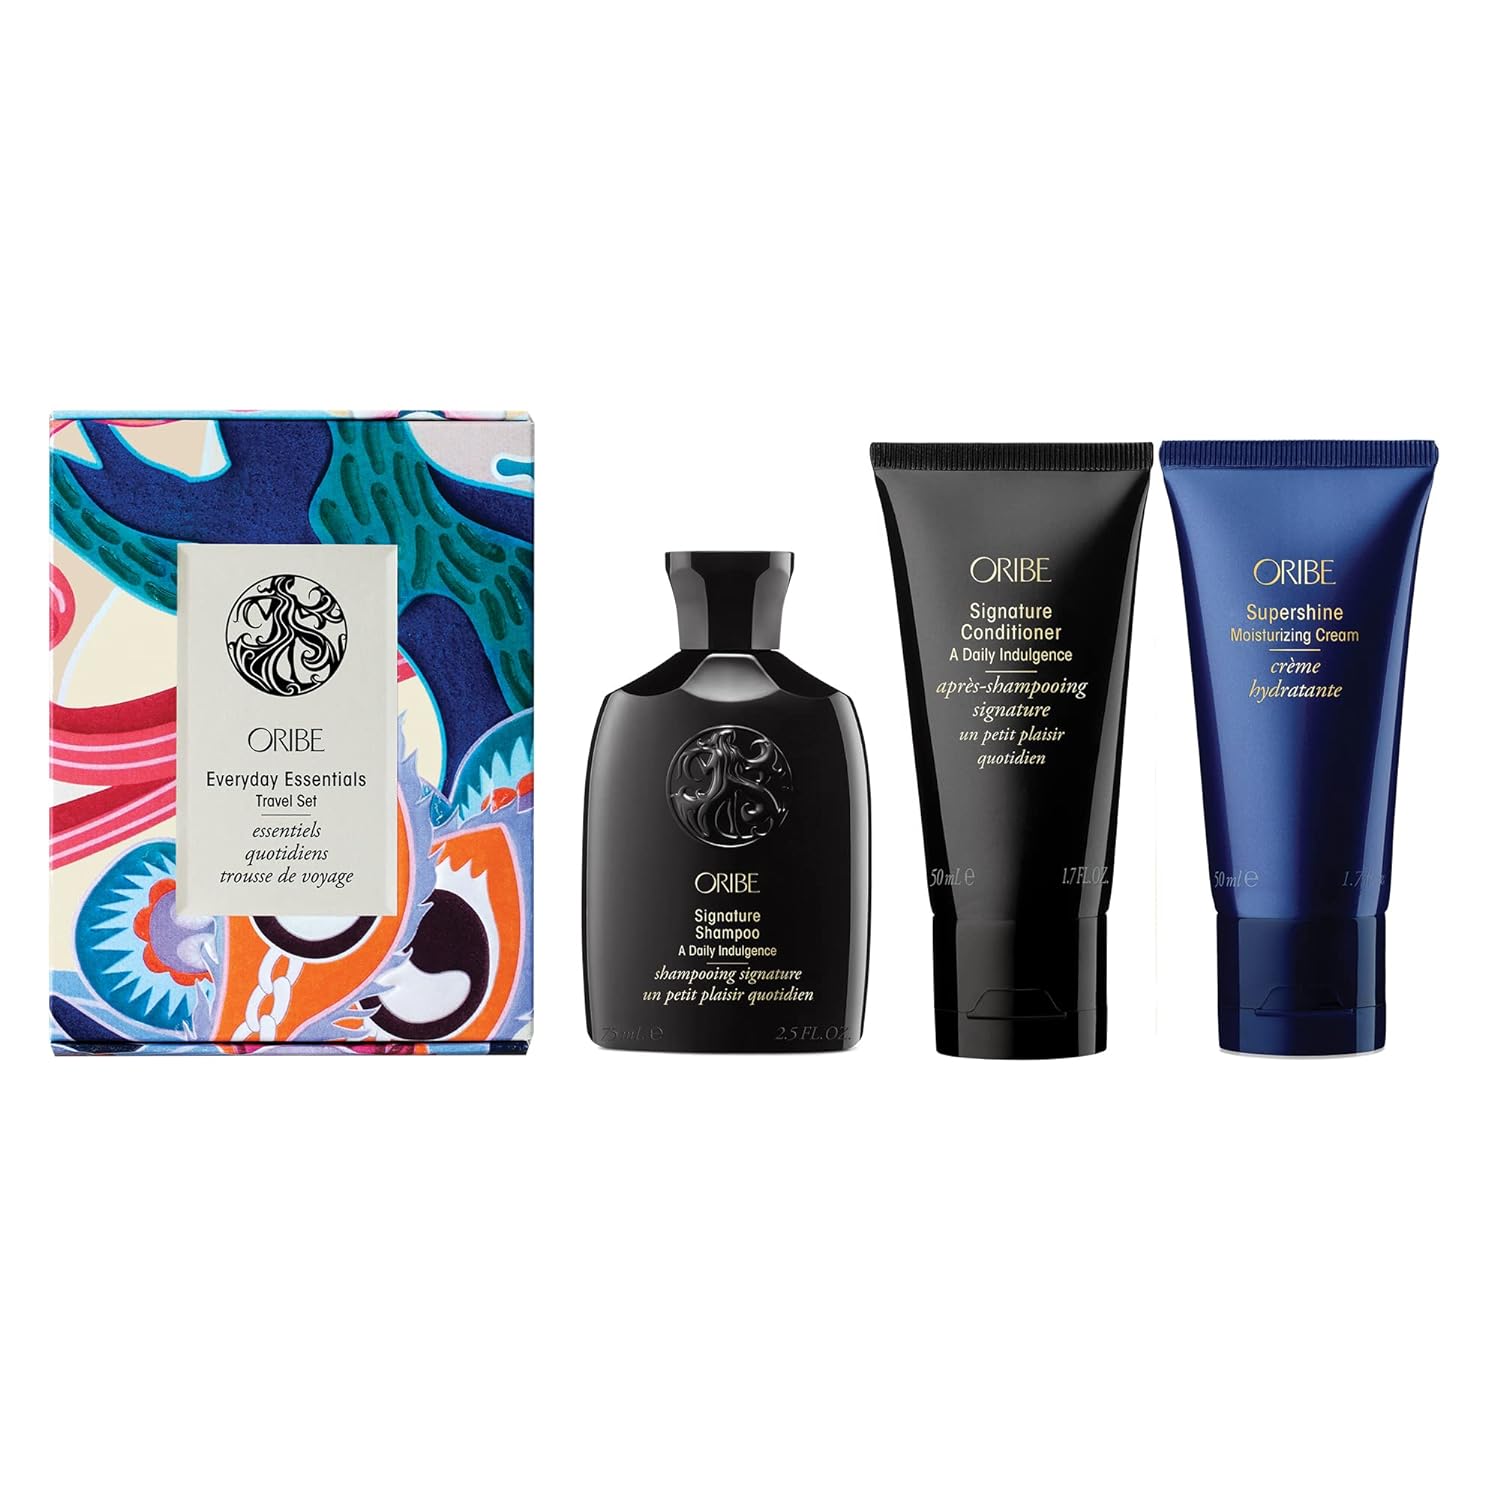 ORIBE
Everyday Essentials
Travel Set
essentiels
quotidiens
trousse de voyage
ORIBE
Signature
Shampoo
A Daily Indulgence
shampooing signature
un petit plaisir quotidien
75 mL e
2.5 FL.OZ.
ORIBE
Signature
Conditioner
A Daily Indulgence
après-shampooing
signature
un petit plaisir
quotidien
50 mL e
1.7 FL.OZ.
ORIBE
Supershine
Moisturizing Cream
crème
hydratante
50 ml e